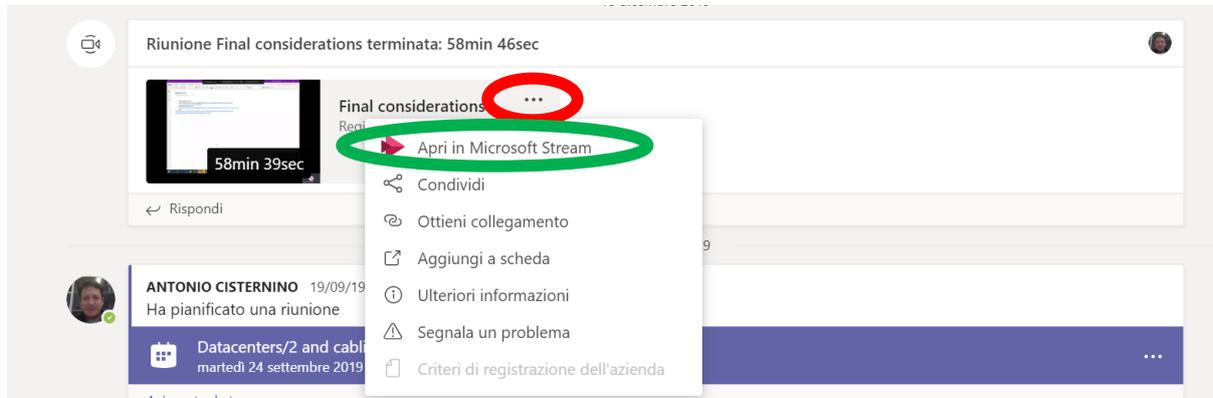 Riunione Final considerations terminata: 58min 46sec
Final considerations
58min 39sec
Apri in Microsoft Stream
Condividi
Ottieni collegamento
Aggiungi a scheda
Ulteriori informazioni
Segnala un problema
Criteri di registrazione dell'azienda
Rispondi
9
ANTONIO CISTERNINO 19/09/19
Ha pianificato una riunione
Datacenters/2 and cabli
martedì 24 settembre 2019